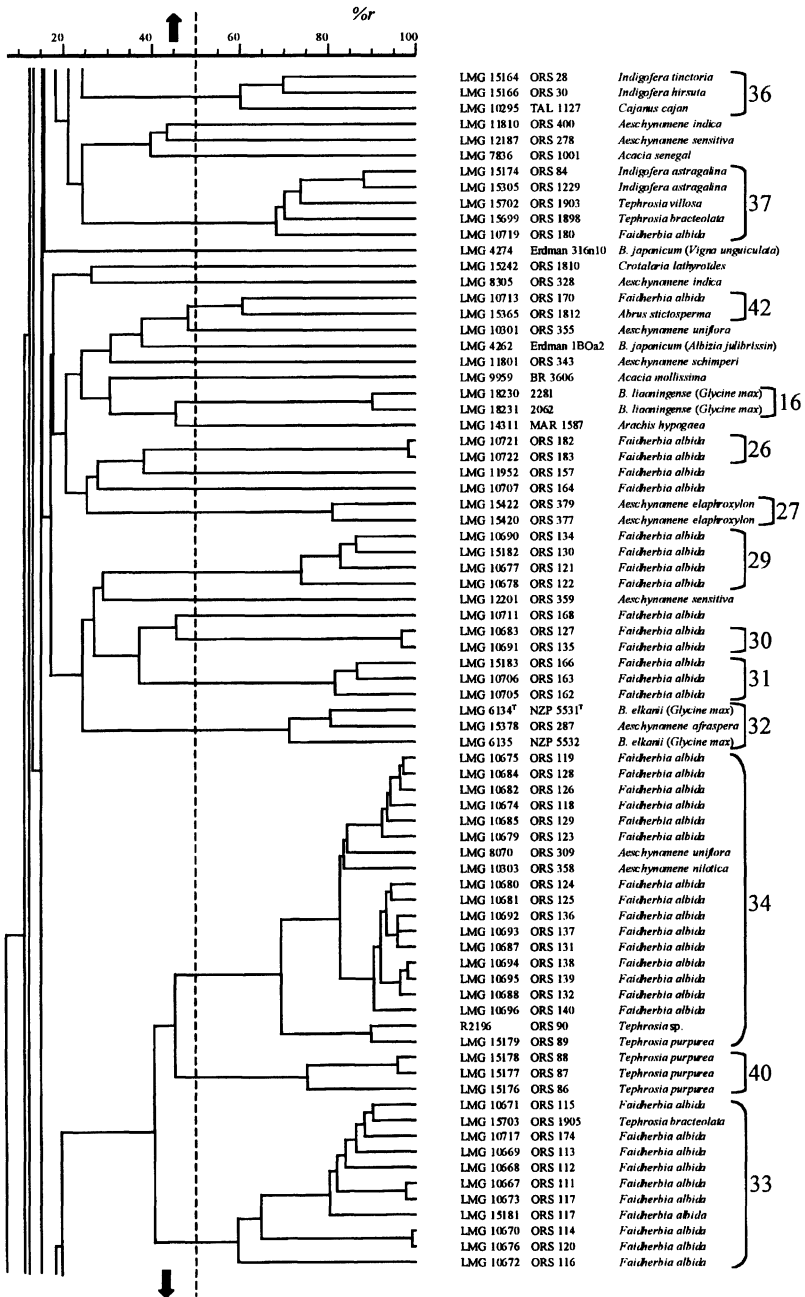 %r
20 40 60 80 100
LMG 15164 ORS 28 Indigofera tinctoria
LMG 15166 ORS 30 Indigofera hirsuta 36
LMG 10295 TAL 1127 Cajanus cajan
LMG 11810 ORS 400 Aeschynamene indica
LMG 12187 ORS 278 Aeschynamene sensitiva
LMG 7836 ORS 1001 Acacia senegal
LMG 15174 ORS 84 Indigofera astragalina
LMG 15305 ORS 1229 Indigofera astragalina
LMG 15702 ORS 1903 Tephrosia villosa 37
LMG 15699 ORS 1898 Tephrosia bracteolata
LMG 10719 ORS 180 Faidherbia albida
LMG 4274 Erdman 316n10 B. japonicum (Vigna unguiculata)
LMG 15242 ORS 1810 Crotalaria lathyroides
LMG 8305 ORS 328 Aeschynamene indica
LMG 10713 ORS 170 Faidherbia albida 42
LMG 15365 ORS 1812 Abrus stictosperma
LMG 10301 ORS 355 Aeschynamene uniflora
LMG 4262 Erdman 1BOa2 B. japonicum (Albizia julibrissin)
LMG 11801 ORS 343 Aeschynamene schimperi
LMG 9959 BR 3606 Acacia mollissima
LMG 18230 2281 B. liaoningense (Glycine max) 16
LMG 18231 2062 B. liaoningense (Glycine max)
LMG 14311 MAR 1587 Arachis hypogaea
LMG 10721 ORS 182 Faidherbia albida 26
LMG 10722 ORS 183 Faidherbia albida
LMG 11952 ORS 157 Faidherbia albida
LMG 10707 ORS 164 Faidherbia albida
LMG 15422 ORS 379 Aeschynamene elaphroxylon 27
LMG 15420 ORS 377 Aeschynamene elaphroxylon
LMG 10690 ORS 134 Faidherbia albida
LMG 15182 ORS 130 Faidherbia albida 29
LMG 10677 ORS 121 Faidherbia albida
LMG 10678 ORS 122 Faidherbia albida
LMG 12201 ORS 359 Aeschynamene sensitiva
LMG 10711 ORS 168 Faidherbia albida
LMG 10683 ORS 127 Faidherbia albida 30
LMG 10691 ORS 135 Faidherbia albida
LMG 15183 ORS 166 Faidherbia albida
LMG 10706 ORS 163 Faidherbia albida 31
LMG 10705 ORS 162 Faidherbia albida
LMG 6134ᵀ NZP 5531ᵀ B. elkanii (Glycine max)
LMG 15378 ORS 287 Aeschynamene afraspera 32
LMG 6135 NZP 5532 B. elkanii (Glycine max)
LMG 10675 ORS 119 Faidherbia albida
LMG 10684 ORS 128 Faidherbia albida
LMG 10682 ORS 126 Faidherbia albida
LMG 10674 ORS 118 Faidherbia albida
LMG 10685 ORS 129 Faidherbia albida
LMG 10679 ORS 123 Faidherbia albida
LMG 8070 ORS 309 Aeschynamene uniflora
LMG 10303 ORS 358 Aeschynamene nilotica
LMG 10680 ORS 124 Faidherbia albida
LMG 10681 ORS 125 Faidherbia albida 34
LMG 10692 ORS 136 Faidherbia albida
LMG 10693 ORS 137 Faidherbia albida
LMG 10687 ORS 131 Faidherbia albida
LMG 10694 ORS 138 Faidherbia albida
LMG 10695 ORS 139 Faidherbia albida
LMG 10688 ORS 132 Faidherbia albida
LMG 10696 ORS 140 Faidherbia albida
R2196 ORS 90 Tephrosia sp.
LMG 15179 ORS 89 Tephrosia purpurea
LMG 15178 ORS 88 Tephrosia purpurea
LMG 15177 ORS 87 Tephrosia purpurea 40
LMG 15176 ORS 86 Tephrosia purpurea
LMG 10671 ORS 115 Faidherbia albida
LMG 15703 ORS 1905 Tephrosia bracteolata
LMG 10717 ORS 174 Faidherbia albida
LMG 10669 ORS 113 Faidherbia albida
LMG 10668 ORS 112 Faidherbia albida
LMG 10667 ORS 111 Faidherbia albida 33
LMG 10673 ORS 117 Faidherbia albida
LMG 15181 ORS 117 Faidherbia albida
LMG 10670 ORS 114 Faidherbia albida
LMG 10676 ORS 120 Faidherbia albida
LMG 10672 ORS 116 Faidherbia albida